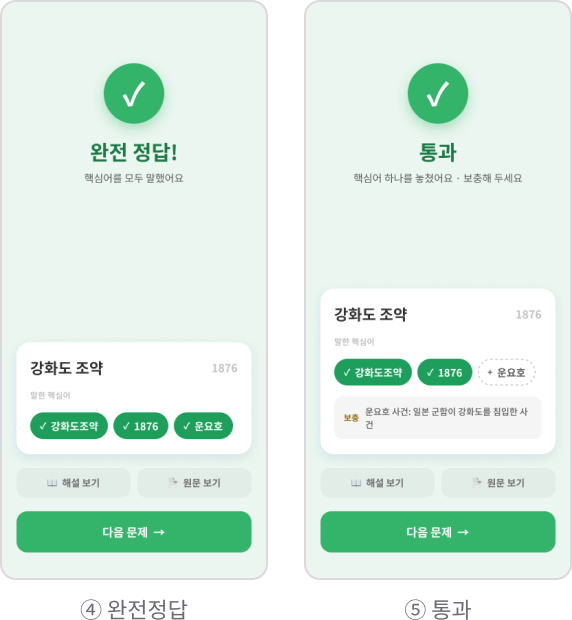 ✓
완전 정답!
핵심어를 모두 말했어요
강화도 조약 1876
말한 핵심어
✓ 강화도조약 ✓ 1876 ✓ 운요호
📖 해설 보기 📑 원문 보기
다음 문제 →
④ 완전정답
✓
통과
핵심어 하나를 놓쳤어요 · 보충해 두세요
강화도 조약 1876
말한 핵심어
✓ 강화도조약 ✓ 1876 + 운요호
보충 운요호 사건: 일본 군함이 강화도를 침입한 사
건
📖 해설 보기 📑 원문 보기
다음 문제 →
⑤ 통과